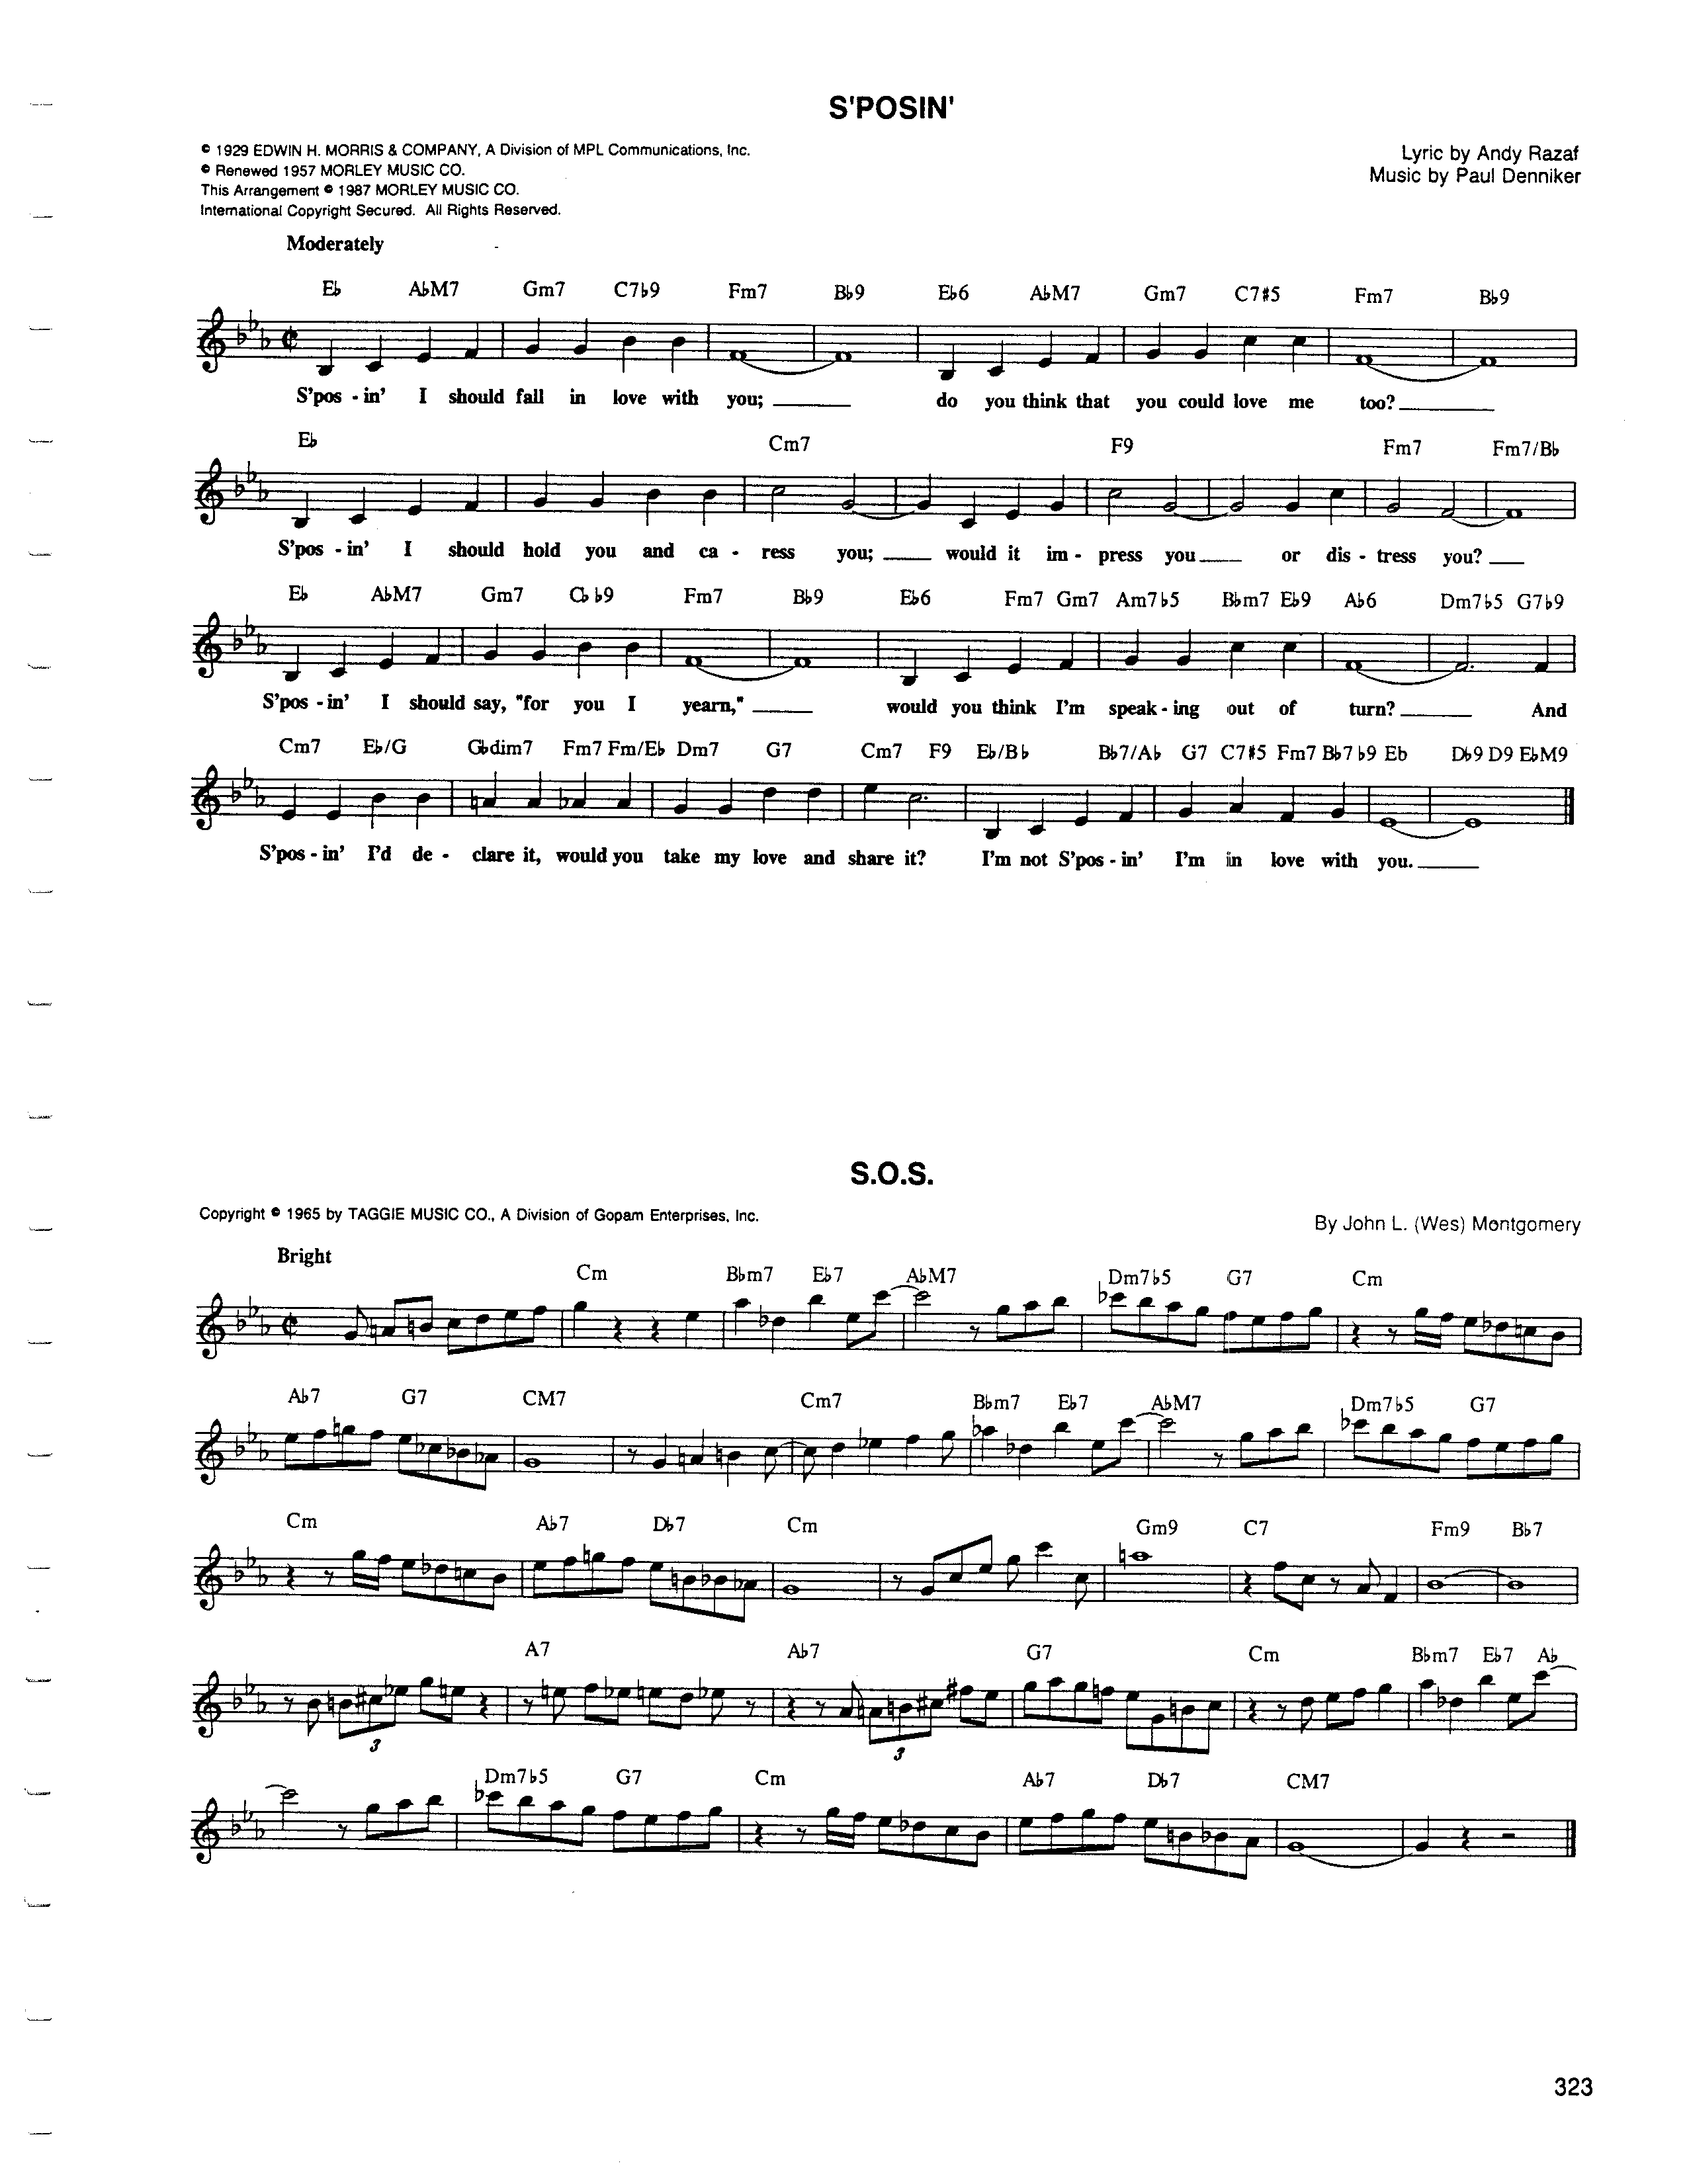 S'POSIN'
© 1929 EDWIN H. MORRIS & COMPANY, A Division of MPL Communications, Inc.
© Renewed 1957 MORLEY MUSIC CO.
This Arrangement © 1987 MORLEY MUSIC CO.
International Copyright Secured. All Rights Reserved.
Lyric by Andy Razaf
Music by Paul Denniker
Moderately
E♭ A♭M7 Gm7 C7♭9 Fm7 B♭9 E♭6 A♭M7 Gm7 C7#5 Fm7 B♭9
S'pos - in' I should fall in love with you; do you think that you could love me too?
E♭ Cm7 F9 Fm7 Fm7/B♭
S'pos - in' I should hold you and ca - ress you; would it im - press you or dis - tress you?
E♭ A♭M7 Gm7 C♭♭9 Fm7 B♭9 E♭6 Fm7 Gm7 Am7♭5 B♭m7 E♭9 A♭6 Dm7♭5 G7♭9
S'pos - in' I should say, "for you I yearn," would you think I'm speak - ing out of turn? And
Cm7 E♭/G G♭dim7 Fm7 Fm/E♭ Dm7 G7 Cm7 F9 E♭/B♭ B♭7/A♭ G7 C7#5 Fm7 B♭7♭9 E♭ D♭9 D9 E♭M9
S'pos - in' I'd de - clare it, would you take my love and share it? I'm not S'pos - in' I'm in love with you.
S.O.S.
Copyright © 1965 by TAGGIE MUSIC CO., A Division of Gopam Enterprises, Inc.
By John L. (Wes) Montgomery
Bright
Cm B♭m7 E♭7 A♭M7 Dm7♭5 G7 Cm
A♭7 G7 CM7 Cm7 B♭m7 E♭7 A♭M7 Dm7♭5 G7
Cm A♭7 D♭7 Cm Gm9 C7 Fm9 B♭7
A7 A♭7 G7 Cm B♭m7 E♭7 A♭
3 3
Dm7♭5 G7 Cm A♭7 D♭7 CM7
323